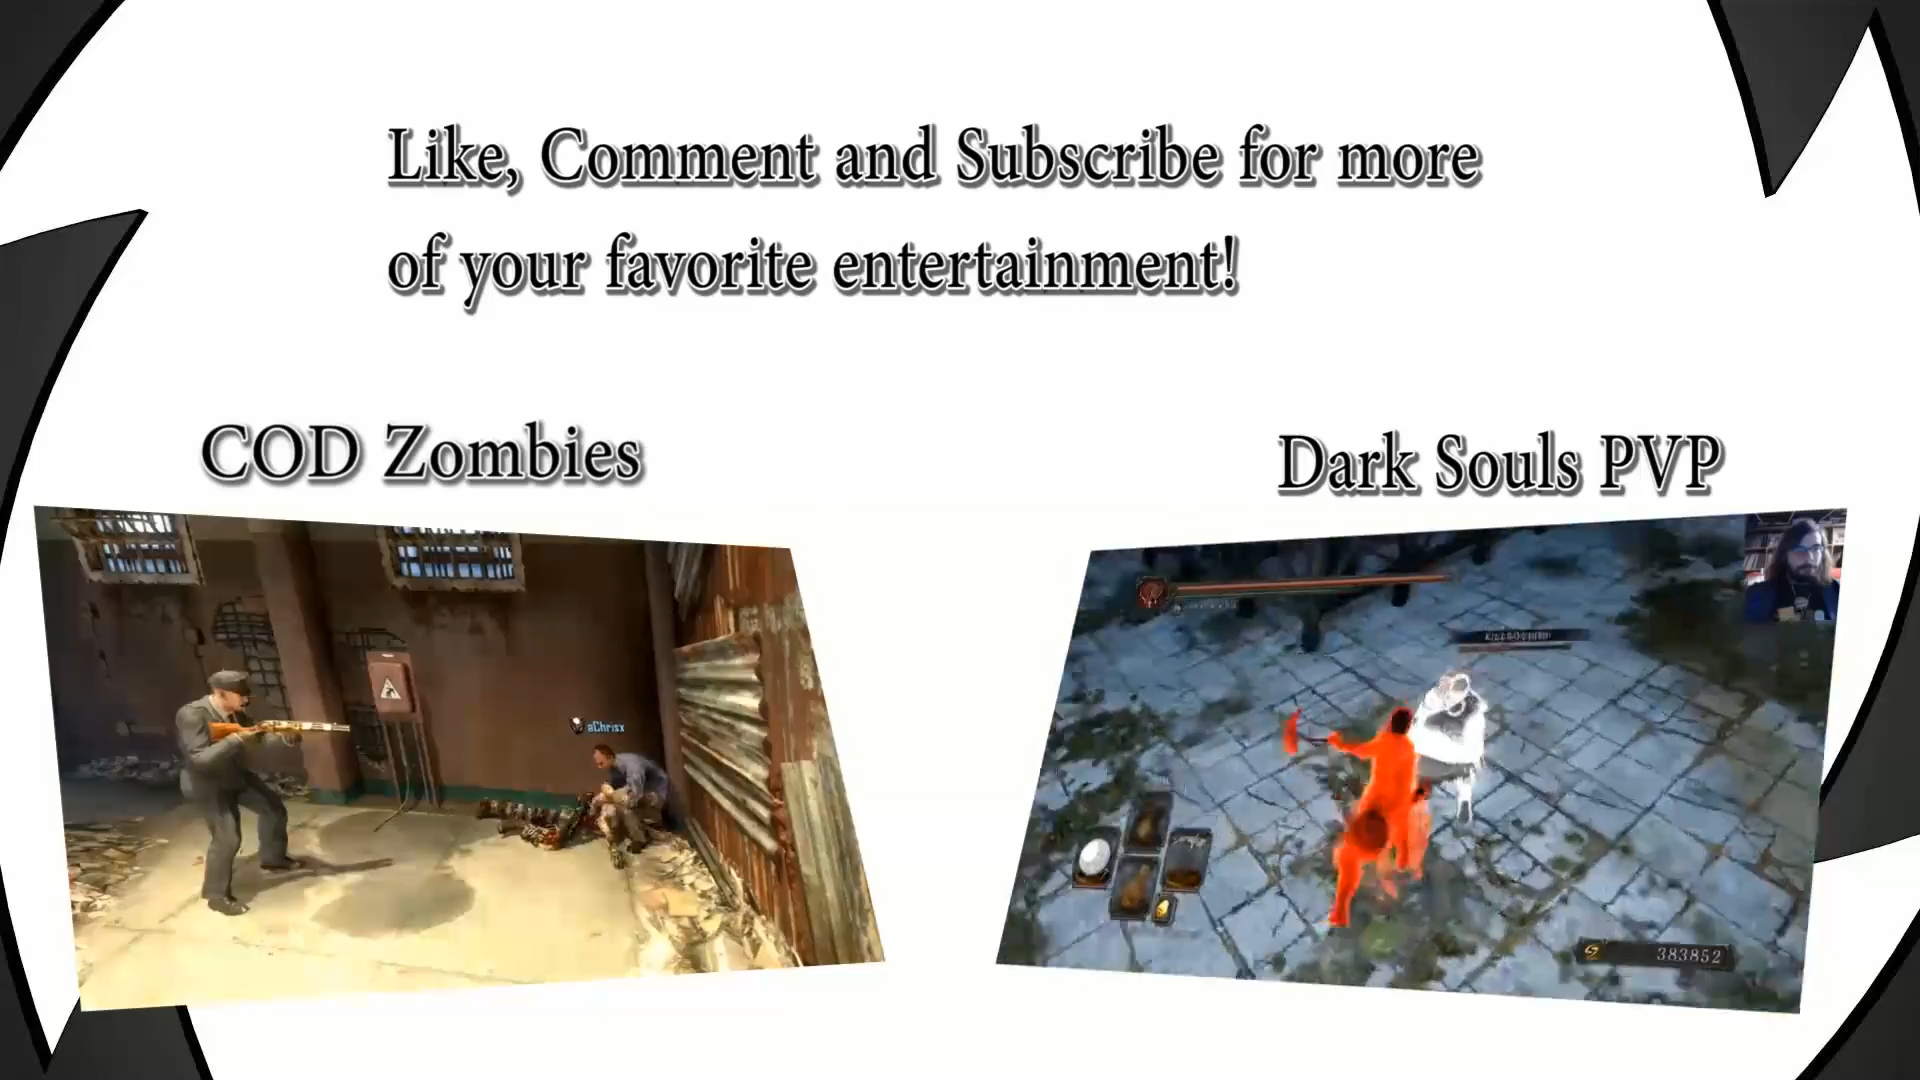 Like, Comment and Subscribe for more
of your favorite entertainment!
COD Zombies
Dark Souls PVP
aChrisx
383852